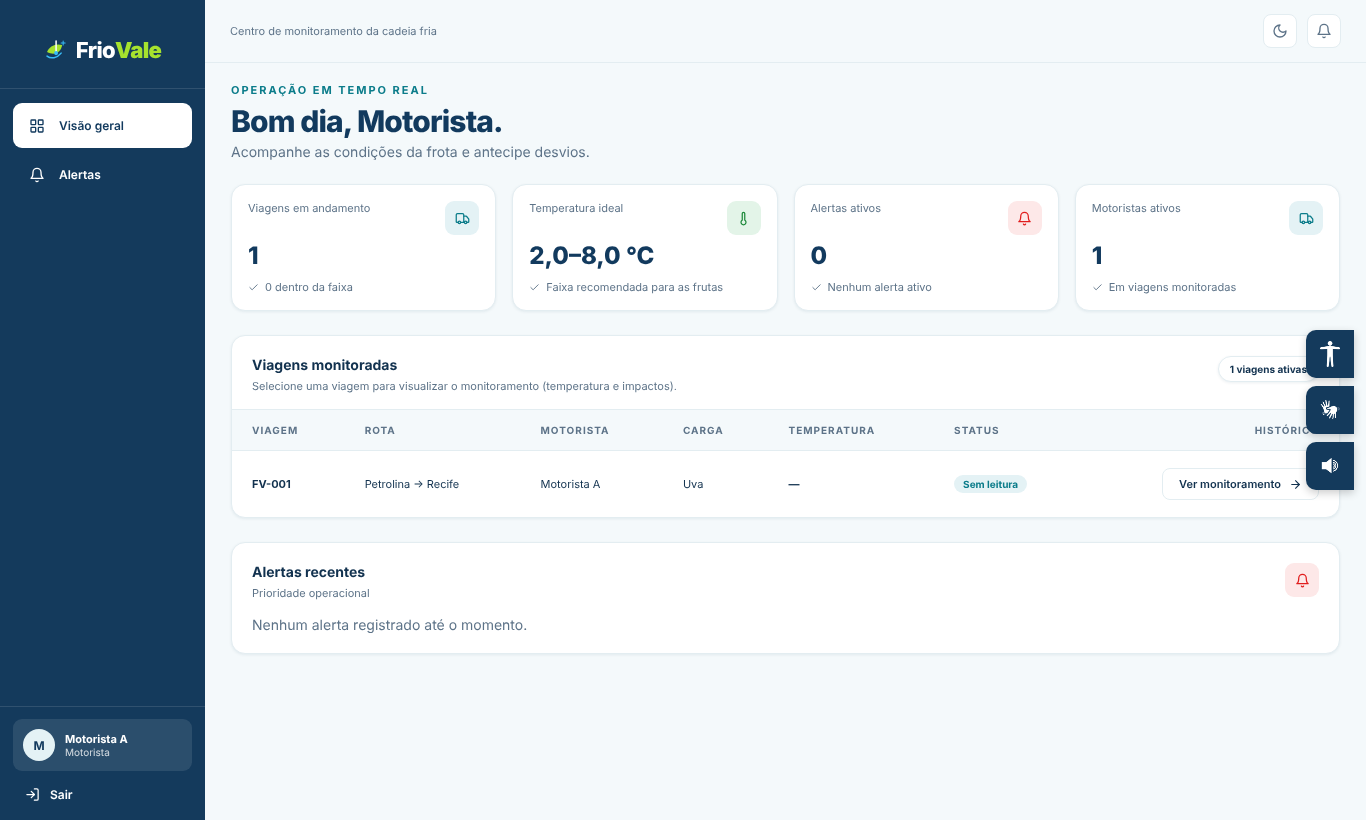 FrioVale
Centro de monitoramento da cadeia fria
Visão geral
Alertas
OPERAÇÃO EM TEMPO REAL
Bom dia, Motorista.
Acompanhe as condições da frota e antecipe desvios.
Viagens em andamento
1
0 dentro da faixa
Temperatura ideal
2,0–8,0 °C
Faixa recomendada para as frutas
Alertas ativos
0
Nenhum alerta ativo
Motoristas ativos
1
Em viagens monitoradas
Viagens monitoradas
Selecione uma viagem para visualizar o monitoramento (temperatura e impactos).
1 viagens ativas
VIAGEM ROTA MOTORISTA CARGA TEMPERATURA STATUS
FV-001 Petrolina → Recife Motorista A Uva — Sem leitura Ver monitoramento →
Alertas recentes
Prioridade operacional
Nenhum alerta registrado até o momento.
M
Motorista A
Motorista
Sair